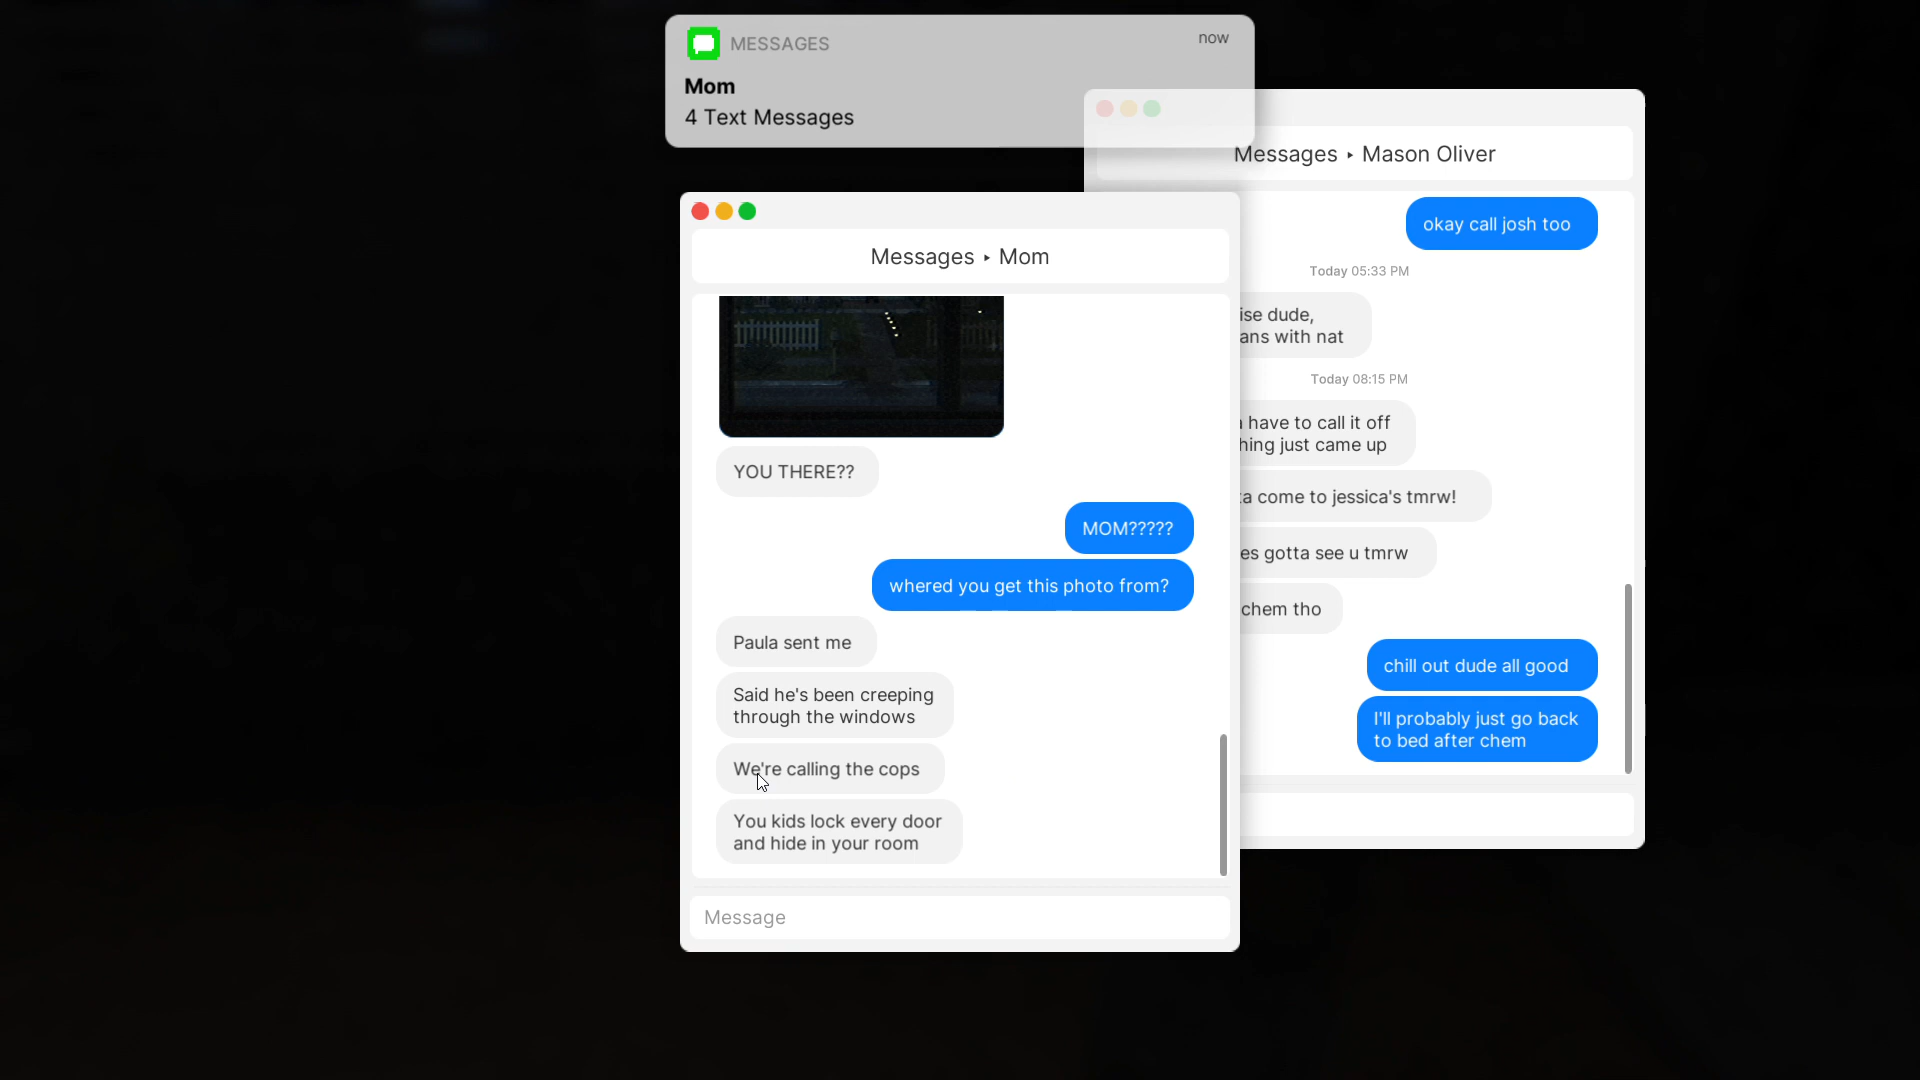 MESSAGES
now
Mom
4 Text Messages
Messages ▸ Mom
YOU THERE??
MOM?????
whered you get this photo from?
Paula sent me
Said he's been creeping
through the windows
We're calling the cops
You kids lock every door
and hide in your room
Message
Messages ▸ Mason Oliver
okay call josh too
Today 05:33 PM
ise dude,
ans with nat
Today 08:15 PM
have to call it off
hing just came up
a come to jessica's tmrw!
es gotta see u tmrw
chem tho
chill out dude all good
I'll probably just go back
to bed after chem